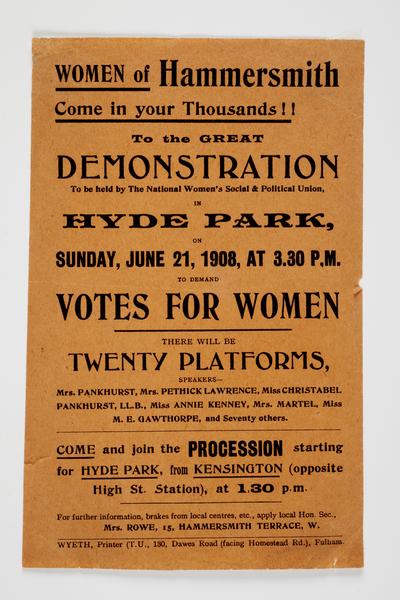 WOMEN of Hammersmith
Come in your Thousands!!
To the GREAT
DEMONSTRATION
To be held by The National Women's Social & Political Union,
IN
HYDE PARK,
ON
SUNDAY, JUNE 21, 1908, AT 3.30 P.M.
TO DEMAND
VOTES FOR WOMEN
THERE WILL BE
TWENTY PLATFORMS,
SPEAKERS—
Mrs. PANKHURST, Mrs. PETHICK LAWRENCE, Miss CHRISTABEL
PANKHURST, LL.B., Miss ANNIE KENNEY, Mrs. MARTEL, Miss
M. E. GAWTHORPE, and Seventy others.
COME and join the PROCESSION starting
for HYDE PARK, from KENSINGTON (opposite
High St. Station), at 1.30 p.m.
For further information, brakes from local centres, etc., apply local Hon. Sec.,
Mrs. ROWE, 15, HAMMERSMITH TERRACE, W.
WYETH, Printer (T.U., 130, Dawes Road (facing Homestead Rd.), Fulham.